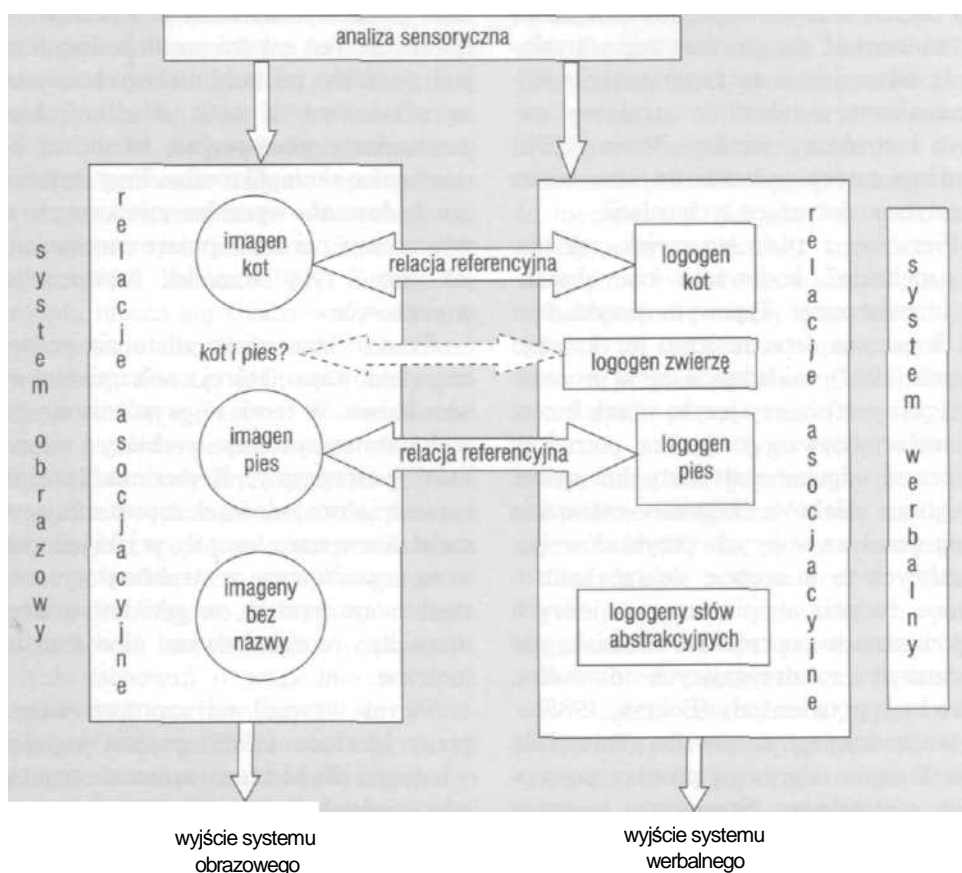 analiza sensoryczna
system obrazowy
relacje asocjacyjne
imagen
kot
relacja referencyjna
logogen
kot
kot i pies?
logogen zwierzę
imagen
pies
relacja referencyjna
logogen
pies
imageny
bez
nazwy
logogeny słów
abstrakcyjnych
relacje asocjacyjne
system werbalny
wyjście systemu
obrazowego
wyjście systemu
werbalnego